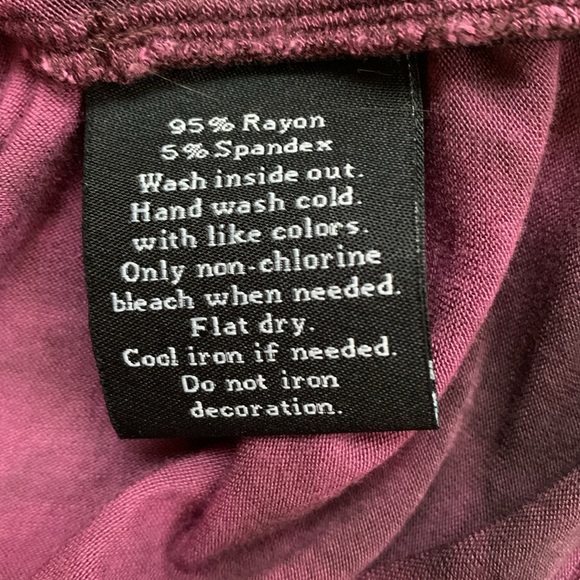 95% Rayon
5% Spandex
Wash inside out.
Hand wash cold.
with like colors.
Only non-chlorine
bleach when needed.
Flat dry.
Cool iron if needed.
Do not iron
decoration.